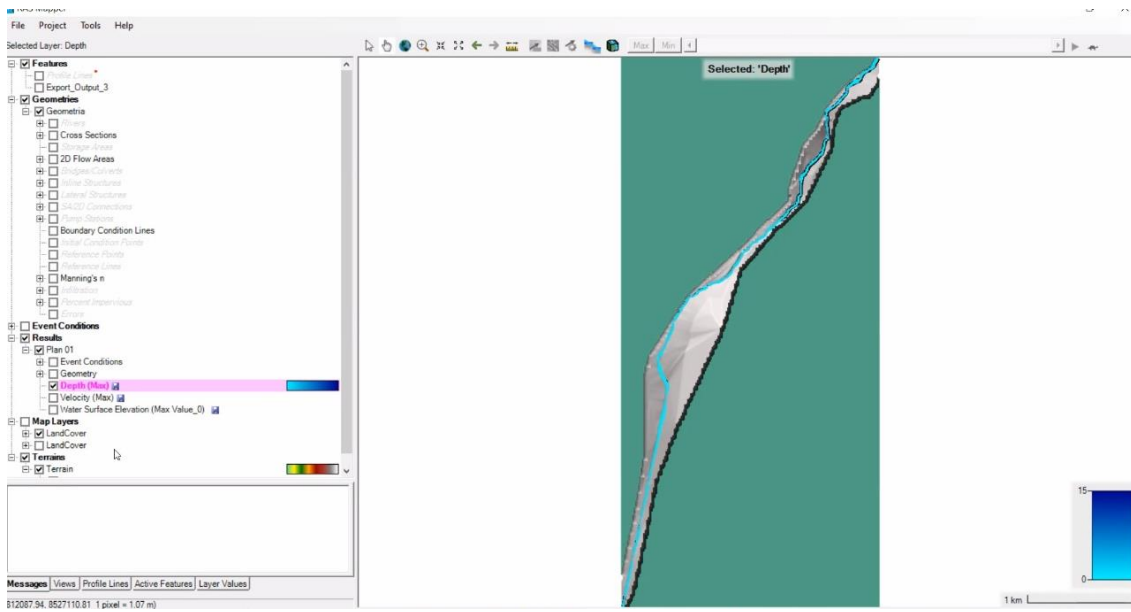 RAS Mapper
File Project Tools Help
Selected Layer: Depth
Max Min
Features
Profile Lines
Export_Output_3
Geometries
Geometria
Rivers
Cross Sections
Storage Areas
2D Flow Areas
Bridges/Culverts
Inline Structures
Lateral Structures
SA/2D Connections
Pump Stations
Boundary Condition Lines
Initial Condition Points
Reference Points
Reference Lines
Manning's n
Infiltration
Percent Impervious
Errors
Event Conditions
Results
Plan 01
Event Conditions
Geometry
Depth (Max)
Velocity (Max)
Water Surface Elevation (Max Value_0)
Map Layers
LandCover
LandCover
Terrains
Terrain
Messages Views Profile Lines Active Features Layer Values
812087.94, 8527110.81 1 pixel = 1.07 m)
Selected: 'Depth'
15
0
1 km